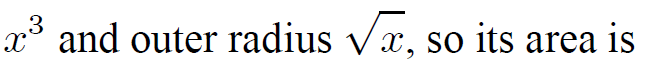 x³ and outer radius √x, so its area is